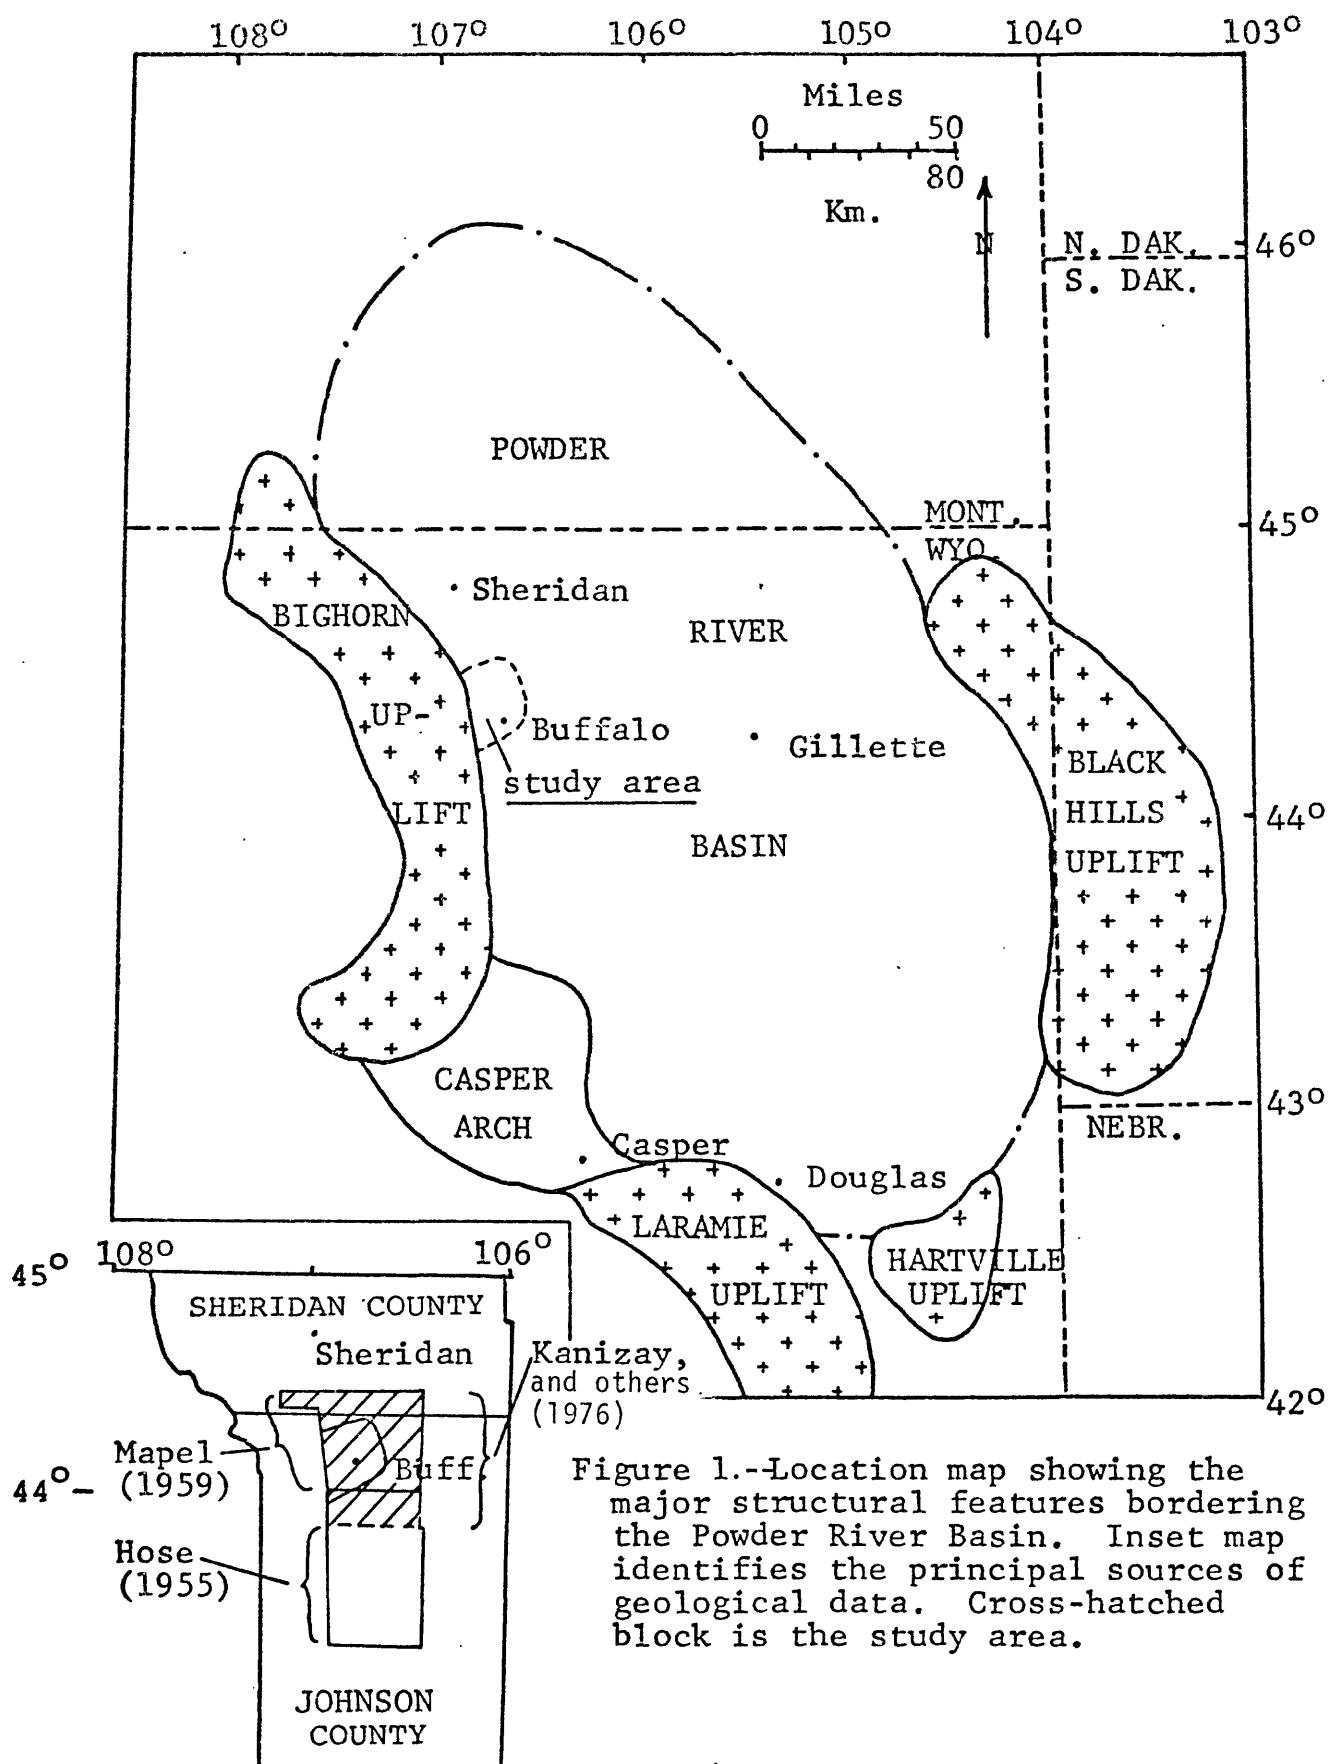 108° 107° 106° 105° 104° 103°
Miles
0 50
80
Km.
N
N. DAK.
S. DAK.
46°
POWDER
MONT.
WYO.
45°
Sheridan
BIGHORN
RIVER
UP-
Buffalo
Gillette
study area
BLACK
LIFT
HILLS
44°
BASIN
UPLIFT
CASPER
ARCH
43°
NEBR.
Casper
Douglas
LARAMIE
UPLIFT
HARTVILLE
UPLIFT
42°
108° 106°
45°
SHERIDAN COUNTY
Sheridan
Kanizay,
and others
(1976)
Mapel
(1959)
Buff.
44°-
Hose
(1955)
JOHNSON
COUNTY
Figure 1.--Location map showing the
major structural features bordering
the Powder River Basin. Inset map
identifies the principal sources of
geological data. Cross-hatched
block is the study area.